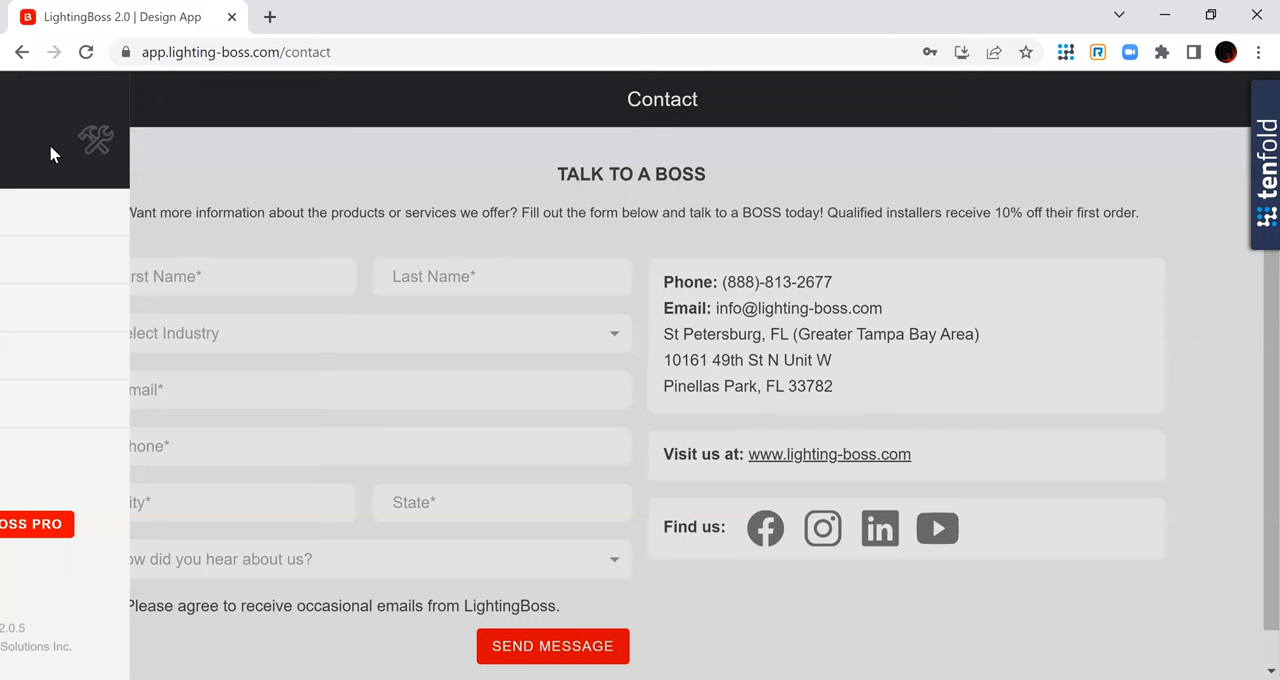 LightingBoss 2.0 | Design App
app.lighting-boss.com/contact
Contact
tenfold
TALK TO A BOSS
Want more information about the products or services we offer? Fill out the form below and talk to a BOSS today! Qualified installers receive 10% off their first order.
rst Name*
Last Name*
elect Industry
mail*
hone*
ity*
State*
ow did you hear about us?
Please agree to receive occasional emails from LightingBoss.
SEND MESSAGE
Phone: (888)-813-2677
Email: info@lighting-boss.com
St Petersburg, FL (Greater Tampa Bay Area)
10161 49th St N Unit W
Pinellas Park, FL 33782
Visit us at: www.lighting-boss.com
Find us:
OSS PRO
2.0.5
Solutions Inc.